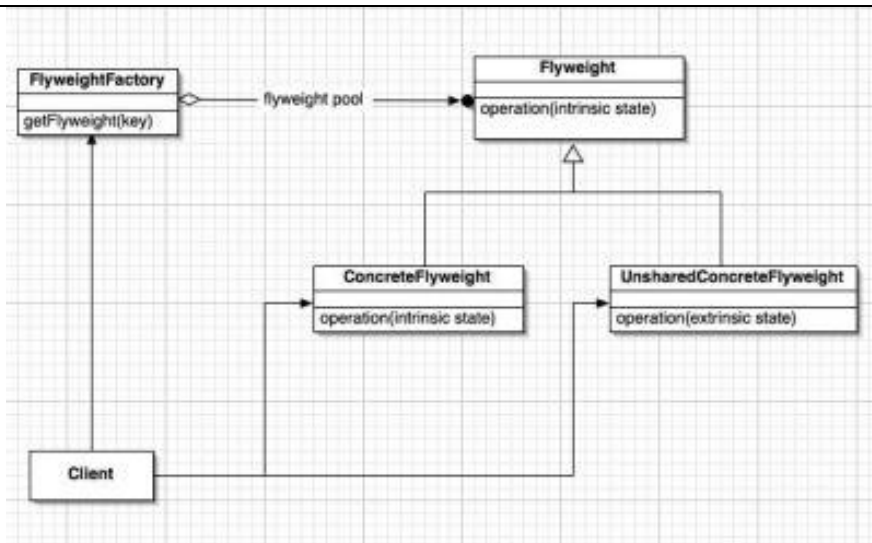 FlyweightFactory
getFlyweight(key)
flyweight pool
Flyweight
operation(intrinsic state)
ConcreteFlyweight
operation(intrinsic state)
UnsharedConcreteFlyweight
operation(extrinsic state)
Client